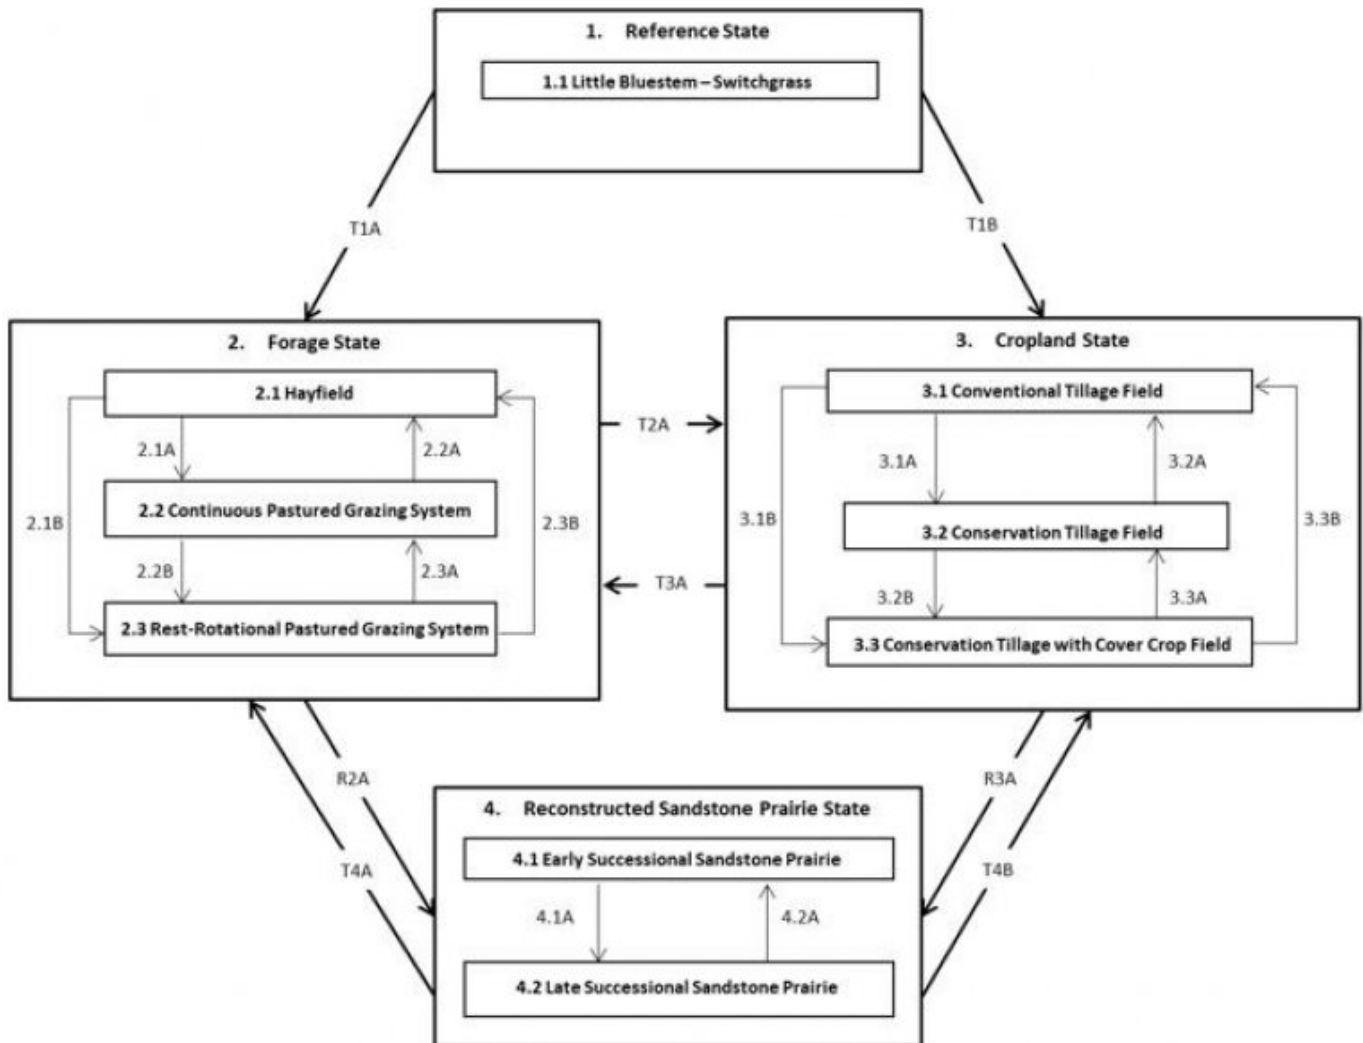 1. Reference State
1.1 Little Bluestem – Switchgrass
T1A
T1B
2. Forage State
2.1 Hayfield
2.1A
2.2A
2.2 Continuous Pastured Grazing System
2.1B
2.3B
2.2B
2.3A
2.3 Rest-Rotational Pastured Grazing System
T2A
T3A
3. Cropland State
3.1 Conventional Tillage Field
3.1A
3.2A
3.2 Conservation Tillage Field
3.1B
3.3B
3.2B
3.3A
3.3 Conservation Tillage with Cover Crop Field
R2A
T4A
R3A
T4B
4. Reconstructed Sandstone Prairie State
4.1 Early Successional Sandstone Prairie
4.1A
4.2A
4.2 Late Successional Sandstone Prairie